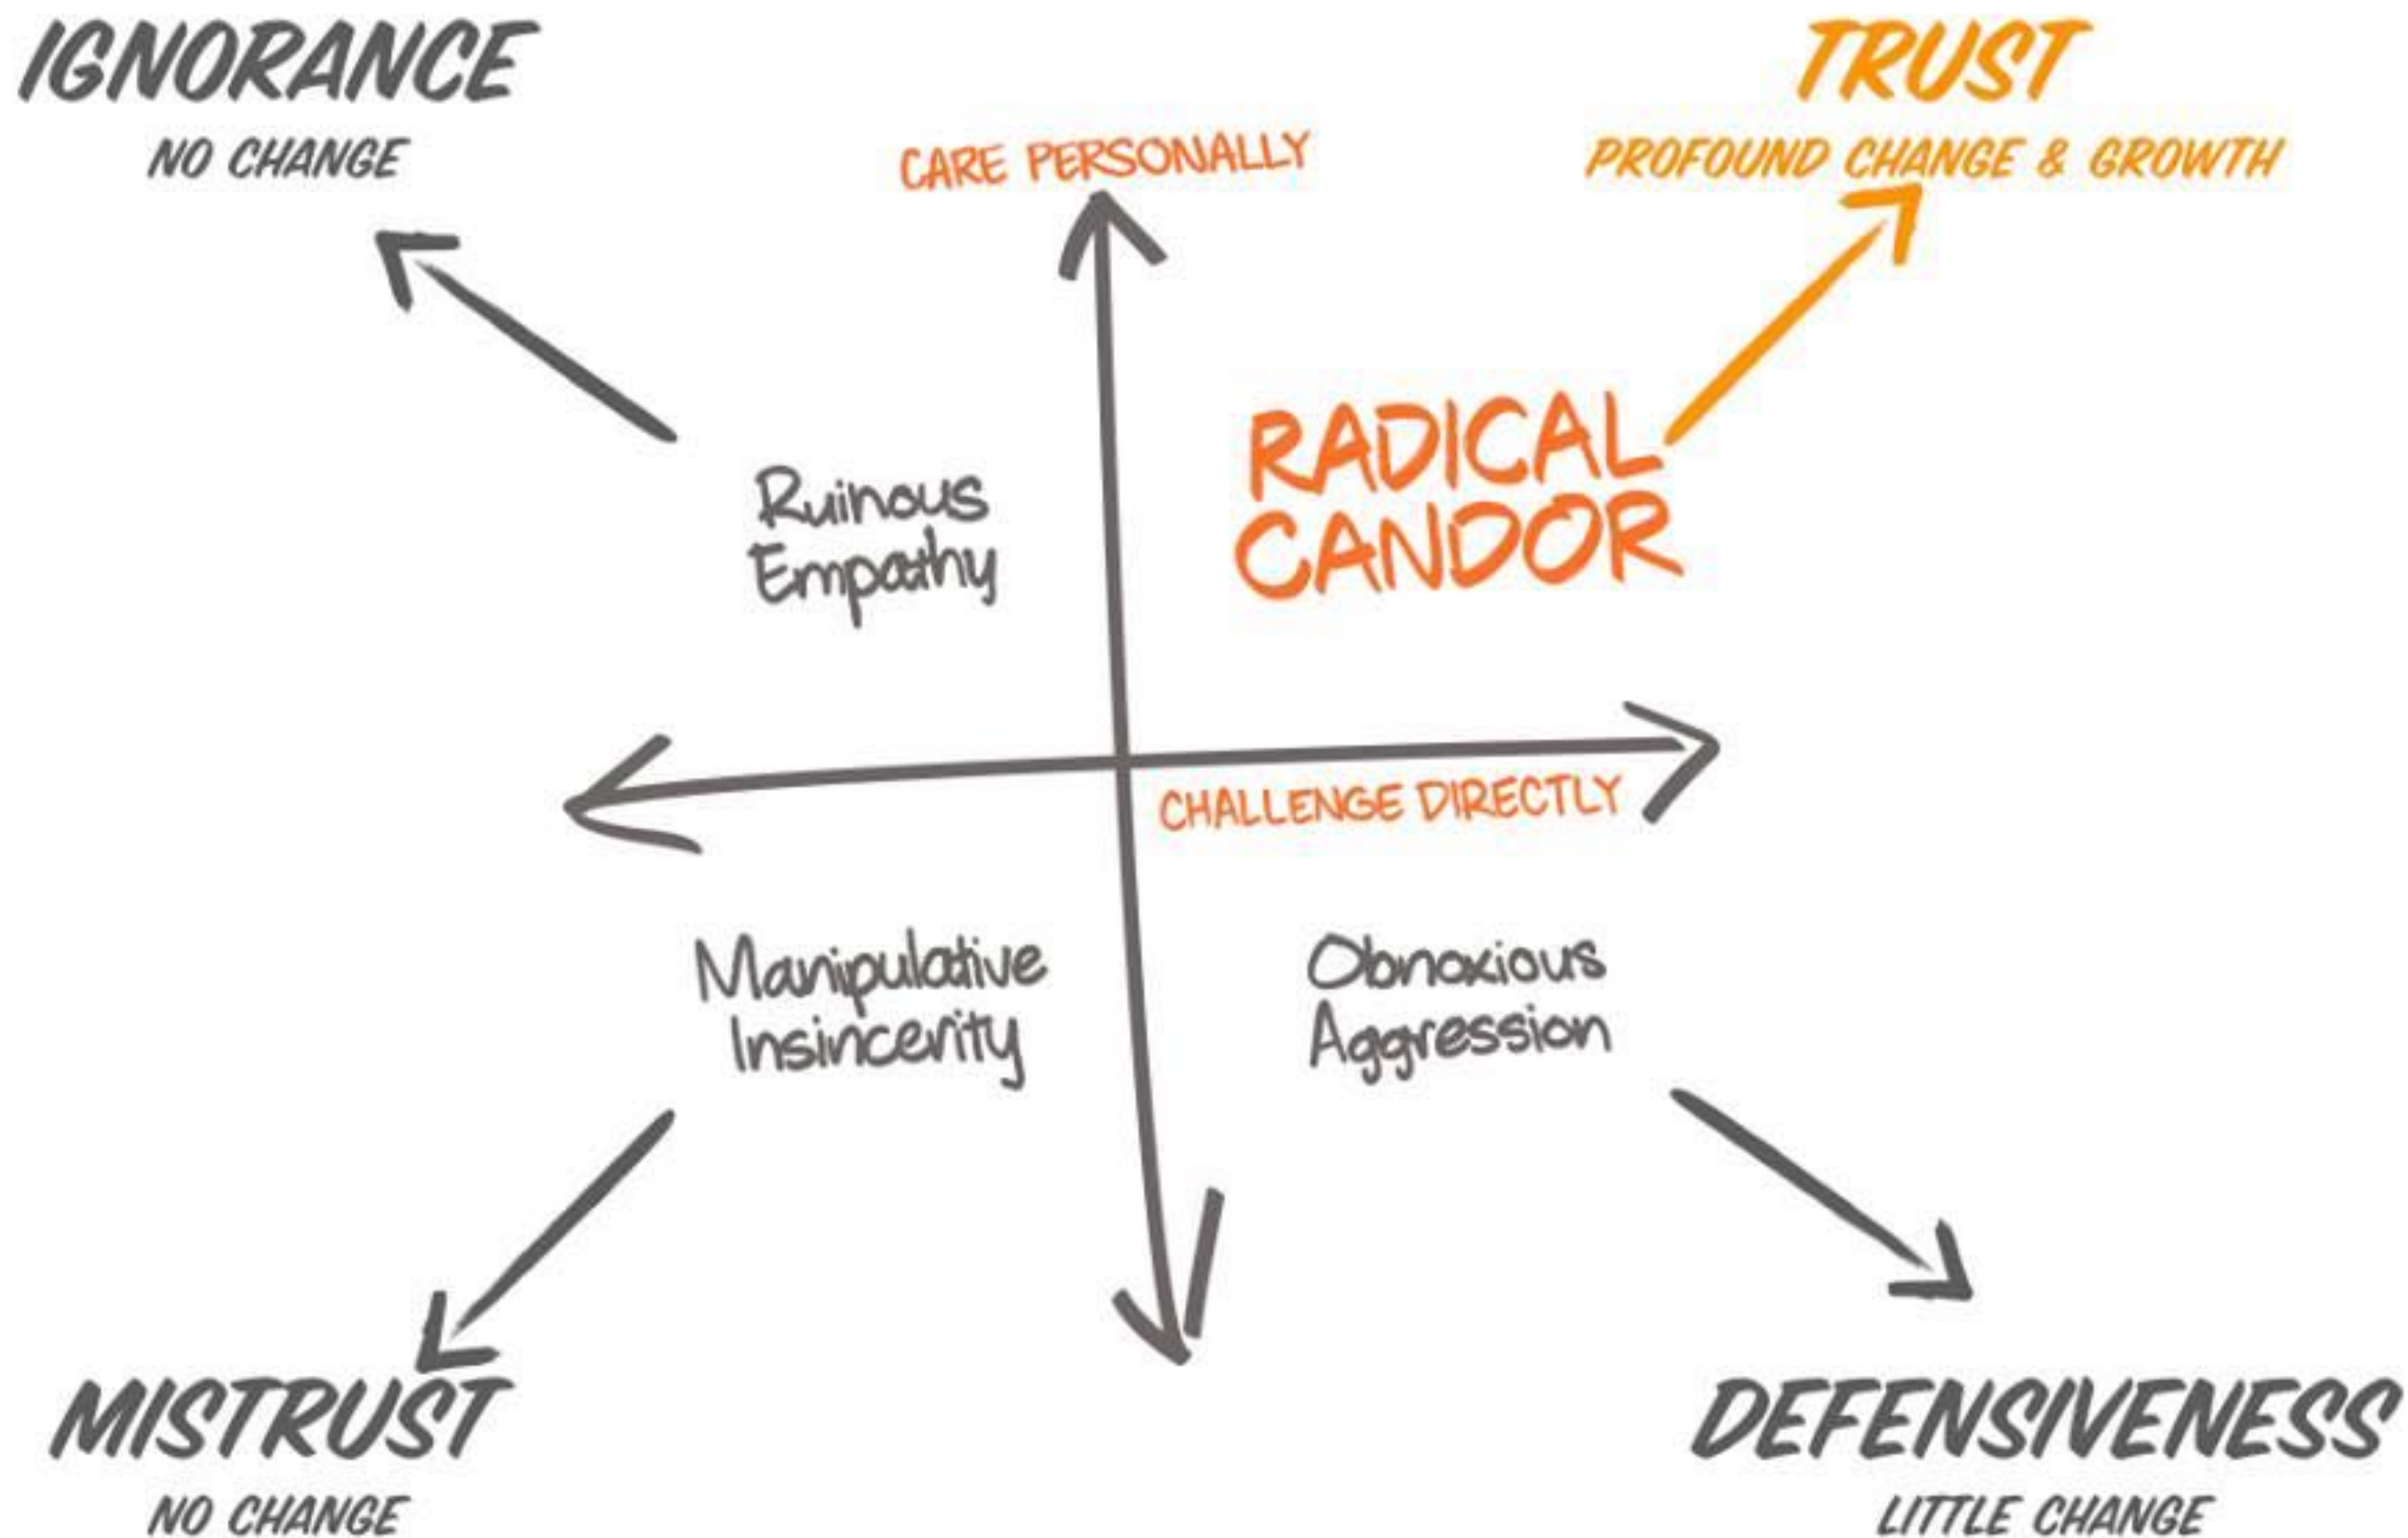 IGNORANCE
NO CHANGE
TRUST
PROFOUND CHANGE & GROWTH
CARE PERSONALLY
Ruinous
Empathy
RADICAL
CANDOR
CHALLENGE DIRECTLY
Manipulative
Insincerity
Obnoxious
Aggression
MISTRUST
NO CHANGE
DEFENSIVENESS
LITTLE CHANGE